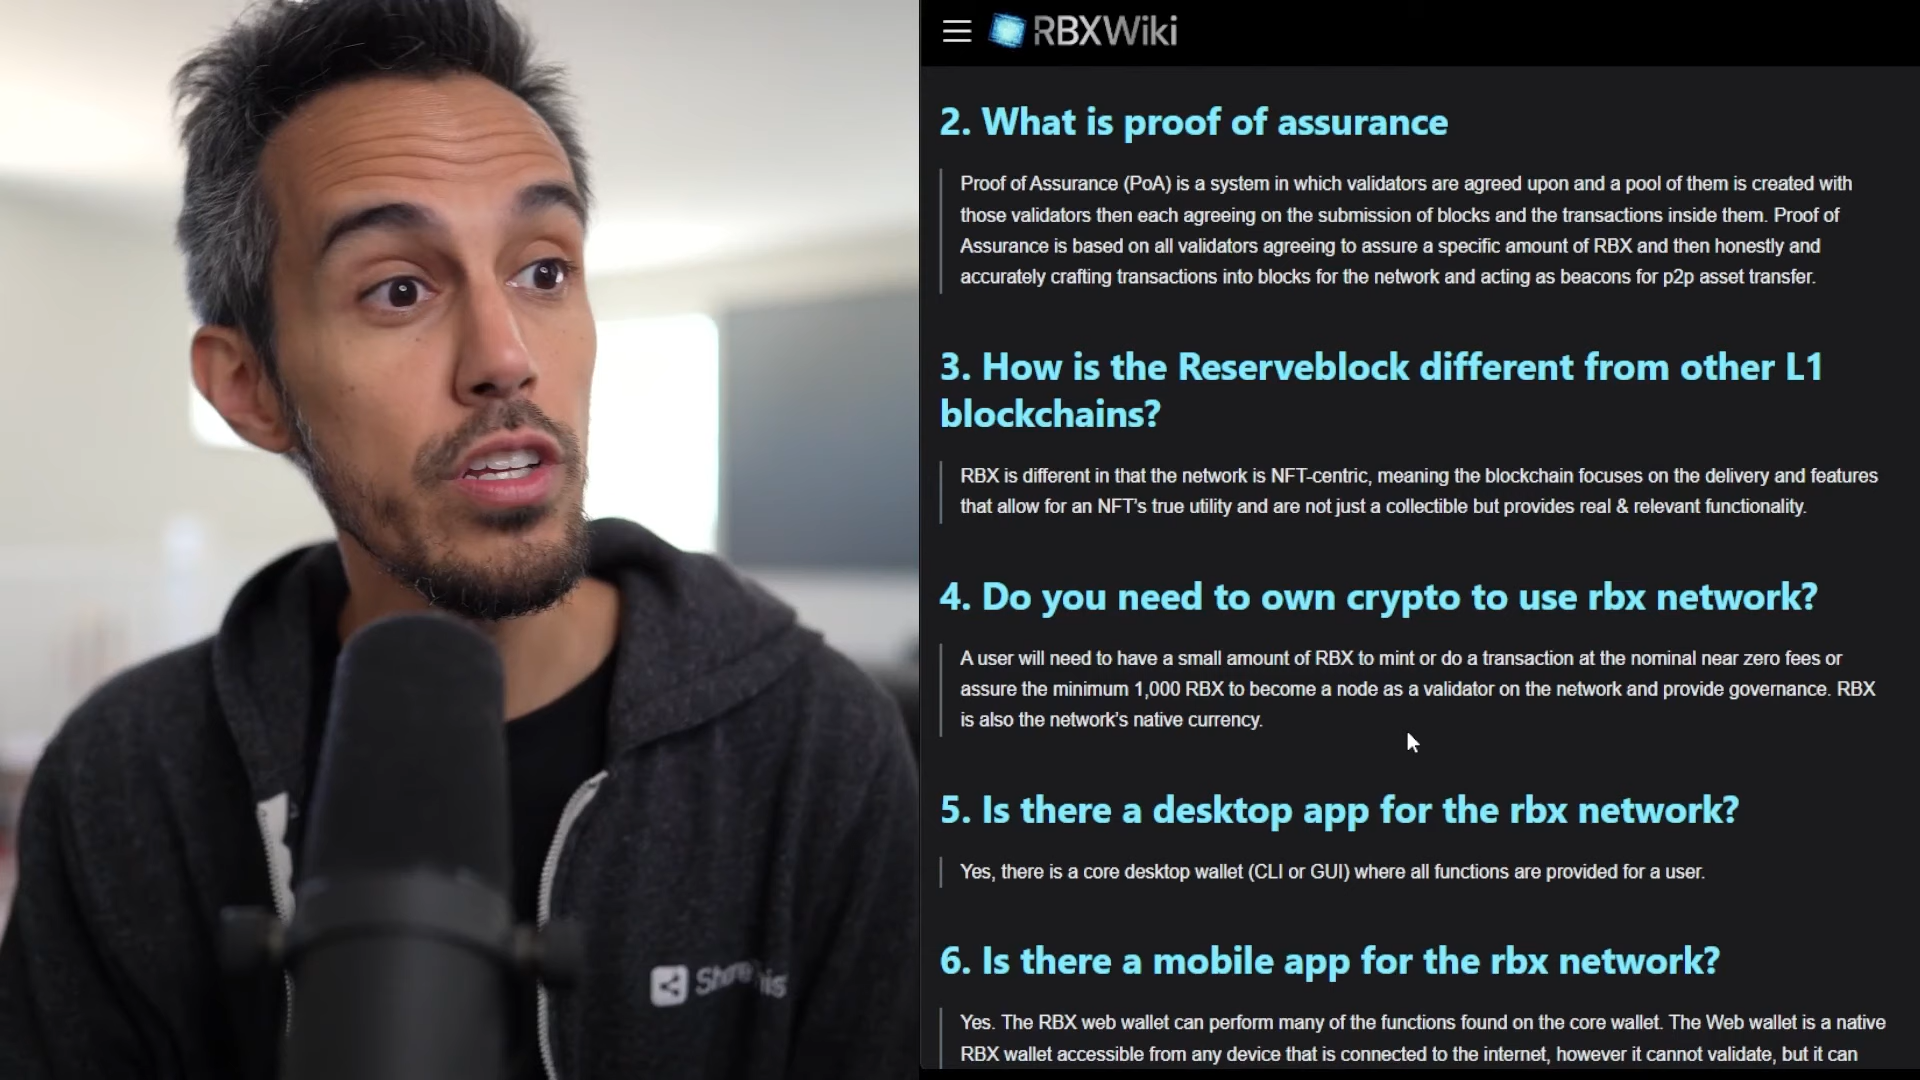 RBXWiki
2. What is proof of assurance
Proof of Assurance (PoA) is a system in which validators are agreed upon and a pool of them is created with
those validators then each agreeing on the submission of blocks and the transactions inside them. Proof of
Assurance is based on all validators agreeing to assure a specific amount of RBX and then honestly and
accurately crafting transactions into blocks for the network and acting as beacons for p2p asset transfer.
3. How is the Reserveblock different from other L1
blockchains?
RBX is different in that the network is NFT-centric, meaning the blockchain focuses on the delivery and features
that allow for an NFT's true utility and are not just a collectible but provides real & relevant functionality.
4. Do you need to own crypto to use rbx network?
A user will need to have a small amount of RBX to mint or do a transaction at the nominal near zero fees or
assure the minimum 1,000 RBX to become a node as a validator on the network and provide governance. RBX
is also the network's native currency.
5. Is there a desktop app for the rbx network?
Yes, there is a core desktop wallet (CLI or GUI) where all functions are provided for a user.
6. Is there a mobile app for the rbx network?
Yes. The RBX web wallet can perform many of the functions found on the core wallet. The Web wallet is a native
RBX wallet accessible from any device that is connected to the internet, however it cannot validate, but it can